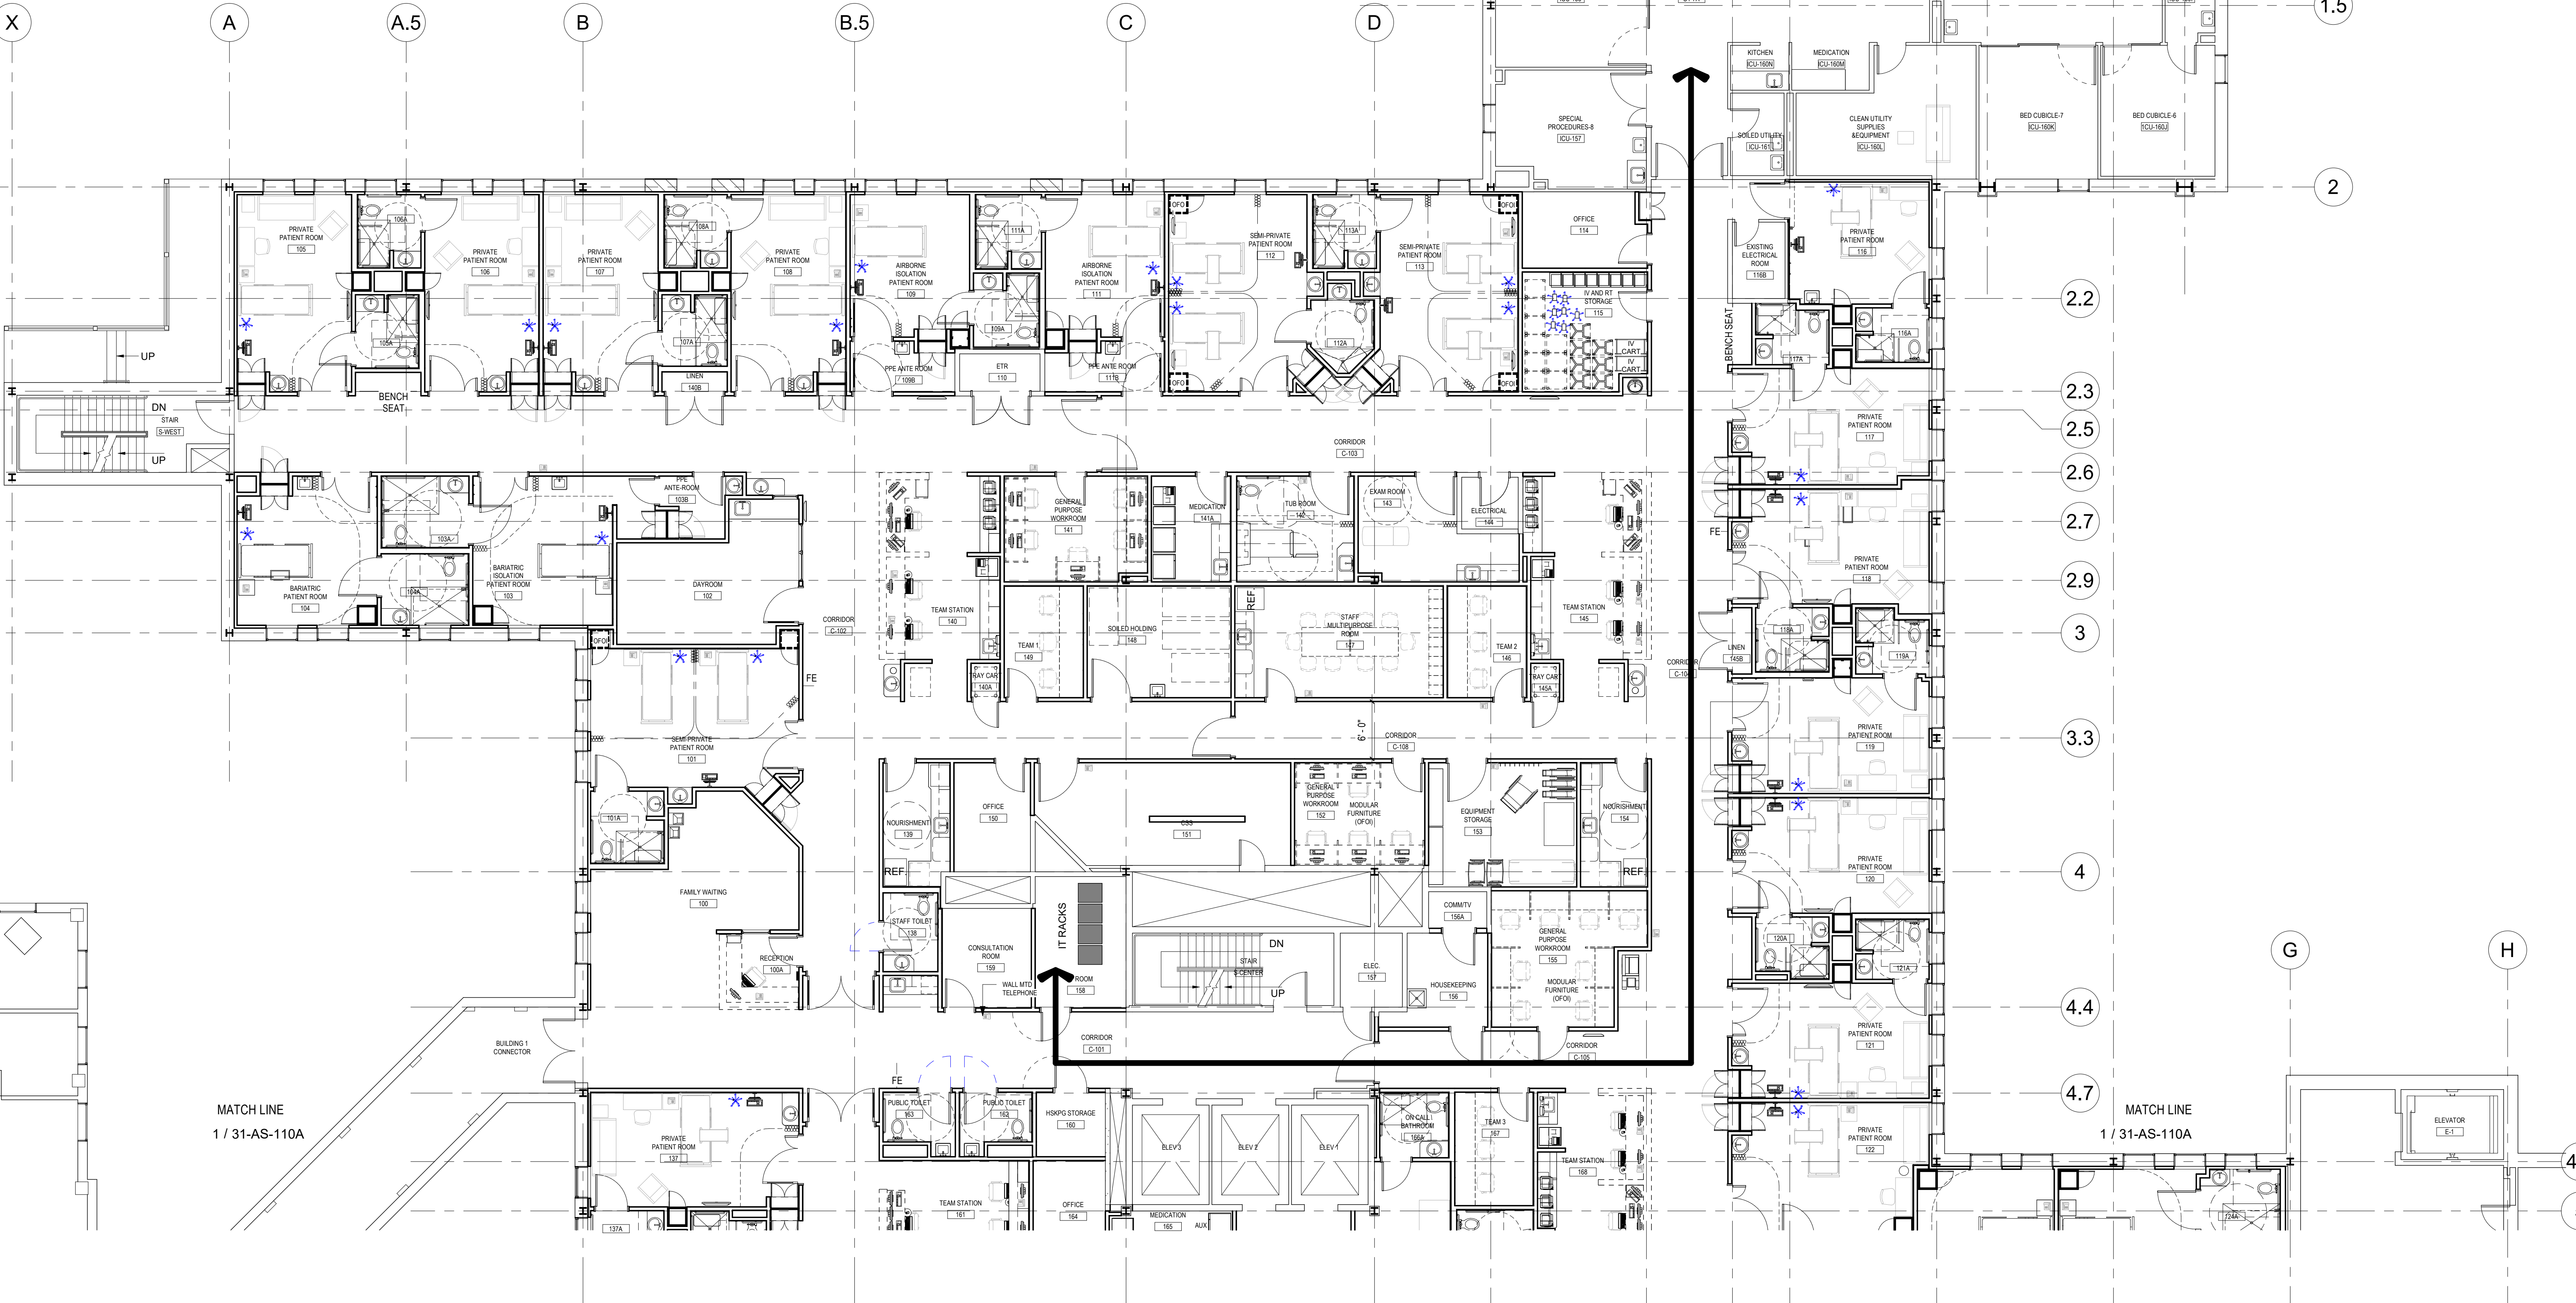 X
A
A.5
B
B.5
C
D
1.5
KITCHEN
ICU-160N
MEDICATION
ICU-160M
SPECIAL
PROCEDURES-8
ICU-157
SOILED UTILITY
ICU-161
CLEAN UTILITY
SUPPLIES
&EQUIPMENT
ICU-160L
BED CUBICLE-7
ICU-160K
BED CUBICLE-6
ICU-160J
2
PRIVATE
PATIENT ROOM
105
106A
PRIVATE
PATIENT ROOM
106
PRIVATE
PATIENT ROOM
107
108A
PRIVATE
PATIENT ROOM
108
AIRBORNE
ISOLATION
PATIENT ROOM
109
111A
AIRBORNE
ISOLATION
PATIENT ROOM
111
OFOI
SEMI-PRIVATE
PATIENT ROOM
112
113A
SEMI-PRIVATE
PATIENT ROOM
113
OFOI
OFFICE
114
EXISTING
ELECTRICAL
ROOM
116B
PRIVATE
PATIENT ROOM
116
2.2
105A
107A
109A
112A
IV AND RT
STORAGE
115
IV
CART
IV
CART
BENCH SEAT
117A
116A
UP
BENCH
SEAT
LINEN
140B
PPE ANTE ROOM
109B
ETR
110
PPE ANTE ROOM
111B
OFOI
OFOI
2.3
DN
STAIR
S-WEST
UP
PRIVATE
PATIENT ROOM
117
2.5
CORRIDOR
C-103
2.6
PPE
ANTE-ROOM
103B
103A
GENERAL
PURPOSE
WORKROOM
141
MEDICATION
141A
TUB ROOM
142
EXAM ROOM
143
ELECTRICAL
144
2.7
FE
BARIATRIC
PATIENT ROOM
104
104A
BARIATRIC
ISOLATION
PATIENT ROOM
103
DAYROOM
102
PRIVATE
PATIENT ROOM
118
2.9
CORRIDOR
C-102
TEAM STATION
140
TEAM STATION
145
OFOI
TEAM 1
149
SOILED HOLDING
148
REF.
STAFF
MULTIPURPOSE
ROOM
147
TEAM 2
146
118A
3
LINEN
145B
119A
CORRIDOR
C-104
FE
TRAY CART
140A
TRAY CART
145A
SEMI-PRIVATE
PATIENT ROOM
101
6' - 0"
CORRIDOR
C-108
PRIVATE
PATIENT ROOM
119
3.3
101A
NOURISHMENT
139
OFFICE
150
CSS
151
GENERAL
PURPOSE
WORKROOM
152
MODULAR
FURNITURE
(OFOI)
EQUIPMENT
STORAGE
153
NOURISHMENT
154
REF.
REF.
PRIVATE
PATIENT ROOM
120
4
FAMILY WAITING
100
STAFF TOILET
138
IT RACKS
COMM/TV
156A
GENERAL
PURPOSE
WORKROOM
155
120A
121A
G
H
RECEPTION
100A
CONSULTATION
ROOM
159
WALL MTD
TELEPHONE
ROOM
158
DN
STAIR
S-CENTER
UP
ELEC.
157
HOUSEKEEPING
156
MODULAR
FURNITURE
(OFOI)
4.4
BUILDING 1
CONNECTOR
CORRIDOR
C-101
CORRIDOR
C-105
PRIVATE
PATIENT ROOM
121
FE
4.7
MATCH LINE
1 / 31-AS-110A
PRIVATE
PATIENT ROOM
137
PUBLIC TOILET
163
PUBLIC TOILET
162
HSKPG STORAGE
160
ELEV 3
ELEV 2
ELEV 1
ON CALL
BATHROOM
166A
TEAM 3
167
TEAM STATION
168
PRIVATE
PATIENT ROOM
122
MATCH LINE
1 / 31-AS-110A
ELEVATOR
E-1
137A
TEAM STATION
161
OFFICE
164
MEDICATION
165
AUX
124A